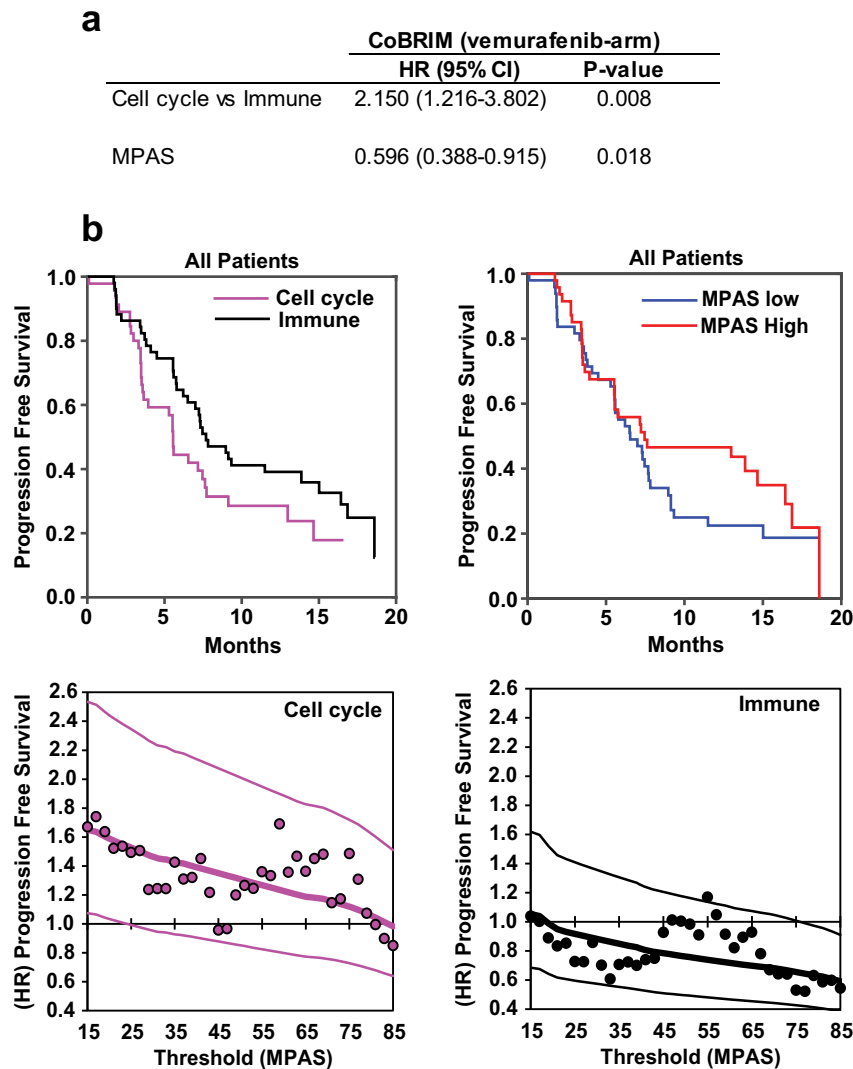 a
CoBRIM (vemurafenib-arm)
HR (95% CI) P-value
Cell cycle vs Immune 2.150 (1.216-3.802) 0.008
MPAS 0.596 (0.388-0.915) 0.018
b
All Patients
Progression Free Survival
1.0
0.8
0.6
0.4
0.2
0.0
Cell cycle
Immune
0 5 10 15 20
Months
All Patients
Progression Free Survival
1.0
0.8
0.6
0.4
0.2
0.0
MPAS low
MPAS High
0 5 10 15 20
Months
(HR) Progression Free Survival
2.6
2.4
2.2
2.0
1.8
1.6
1.4
1.2
1.0
0.8
0.6
0.4
Cell cycle
15 25 35 45 55 65 75 85
Threshold (MPAS)
(HR) Progression Free Survival
2.6
2.4
2.2
2.0
1.8
1.6
1.4
1.2
1.0
0.8
0.6
0.4
Immune
15 25 35 45 55 65 75 85
Threshold (MPAS)